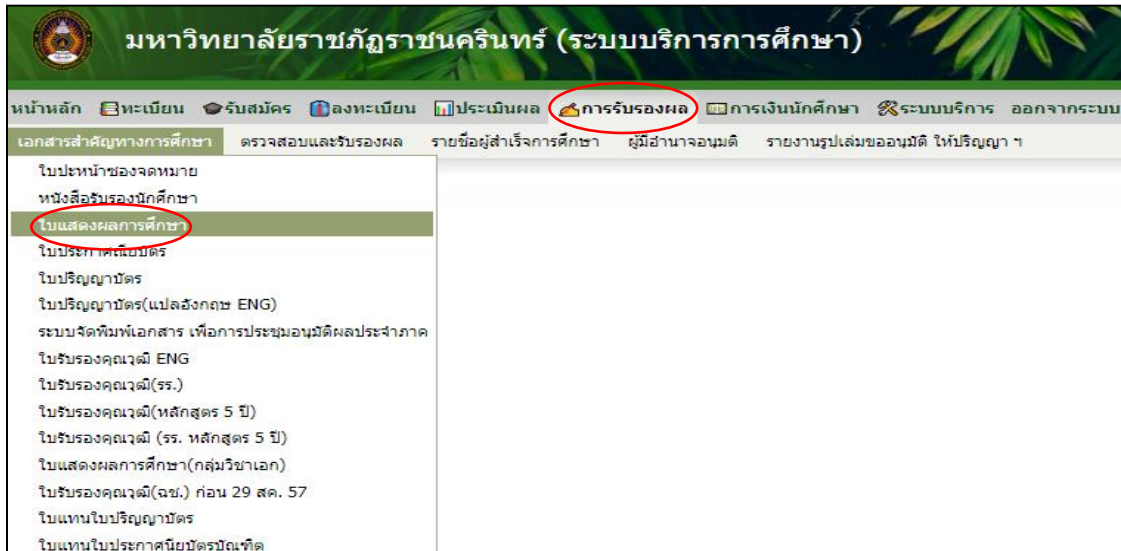 มหาวิทยาลัยราชภัฏราชนครินทร์ (ระบบบริการการศึกษา)
หน้าหลัก ทะเบียน รับสมัคร ลงทะเบียน ประเมินผล การรับรองผล การเงินนักศึกษา ระบบบริการ ออกจากระบบ
เอกสารสำคัญทางการศึกษา ตรวจสอบและรับรองผล รายชื่อผู้สำเร็จการศึกษา ผู้มีอำนาจอนุมติ รายงานรูปเล่มขออนุมัติ ให้ปริญญา ฯ
ใบปะหน้าซองจดหมาย
หนังสือรับรองนักศึกษา
ใบแสดงผลการศึกษา
ใบประกาศณียบัตร
ใบปริญญาบัตร
ใบปริญญาบัตร(แปลอังกฤษ ENG)
ระบบจัดพิมพ์เอกสาร เพื่อการประชุมอนุมัติผลประจำภาค
ใบรับรองคุณวุฒิ ENG
ใบรับรองคุณวุฒิ(รร.)
ใบรับรองคุณวุฒิ(หลักสูตร 5 ปี)
ใบรับรองคุณวุฒิ (รร. หลักสูตร 5 ปี)
ใบแสดงผลการศึกษา(กลุ่มวิชาเอก)
ใบรับรองคุณวุฒิ(ฉช.) ก่อน 29 สค. 57
ใบแทนใบปริญญาบัตร
ใบแทนใบประกาศนียบัตรบัณฑิต